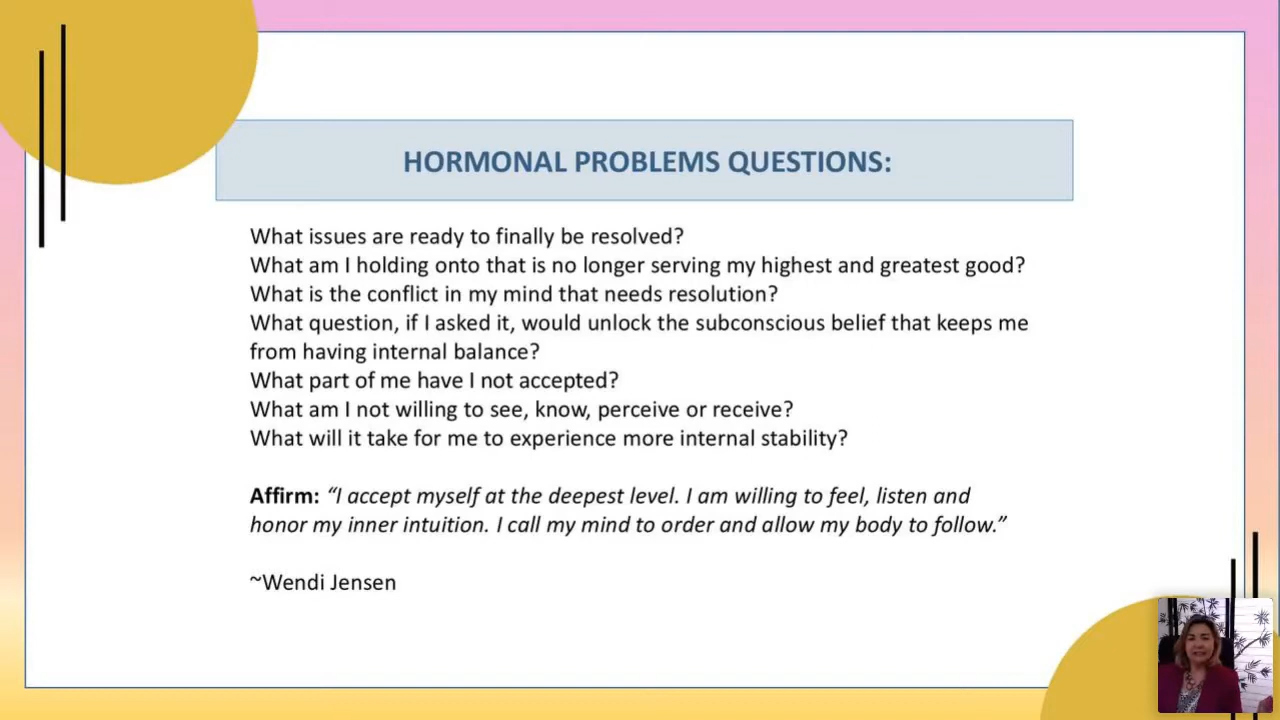 HORMONAL PROBLEMS QUESTIONS:
What issues are ready to finally be resolved?
What am I holding onto that is no longer serving my highest and greatest good?
What is the conflict in my mind that needs resolution?
What question, if I asked it, would unlock the subconscious belief that keeps me
from having internal balance?
What part of me have I not accepted?
What am I not willing to see, know, perceive or receive?
What will it take for me to experience more internal stability?
Affirm: “I accept myself at the deepest level. I am willing to feel, listen and
honor my inner intuition. I call my mind to order and allow my body to follow.”
~Wendi Jensen